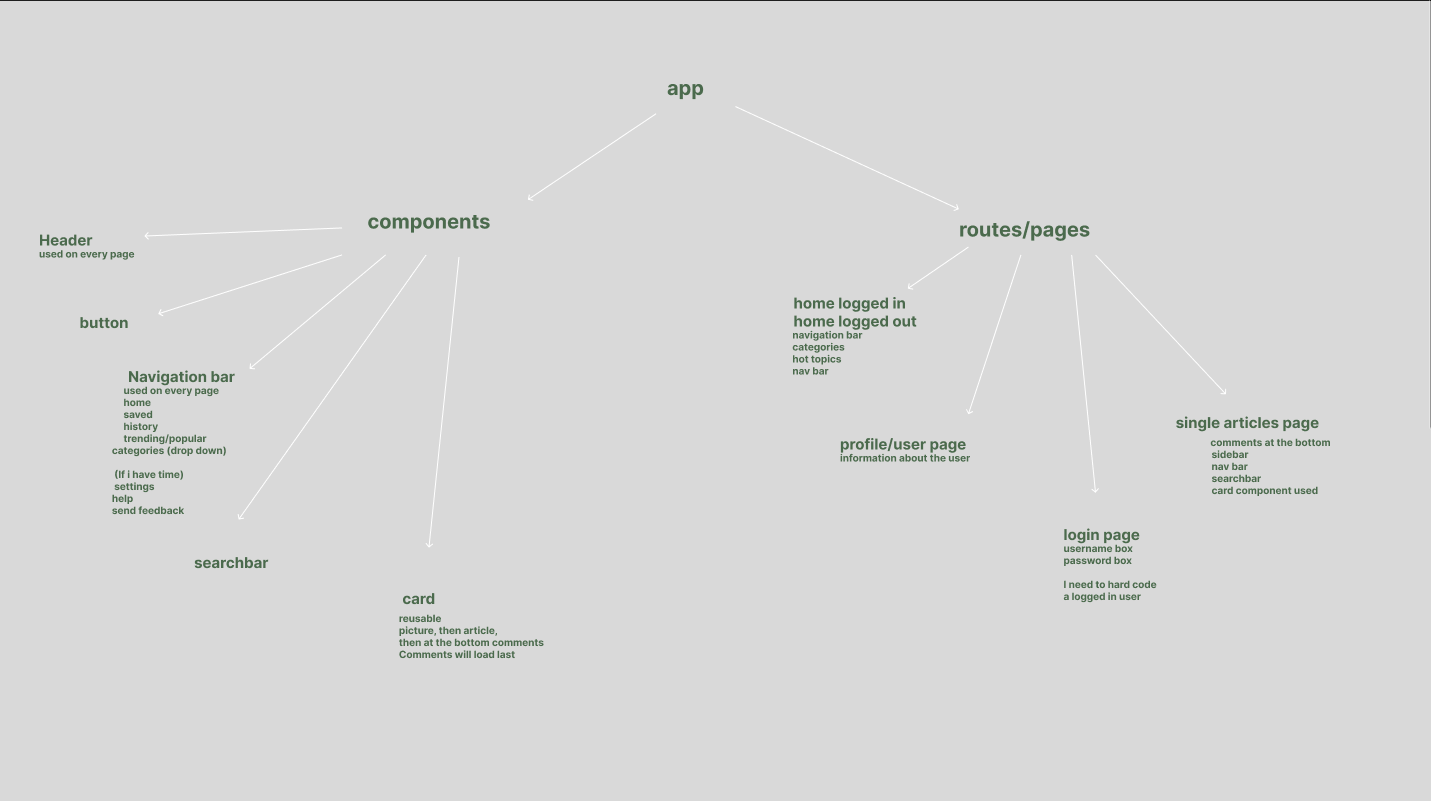 app
components
routes/pages
Header
used on every page
button
Navigation bar
used on every page
home
saved
history
trending/popular
categories (drop down)
(If i have time)
settings
help
send feedback
searchbar
card
reusable
picture, then article,
then at the bottom comments
Comments will load last
home logged in
home logged out
navigation bar
categories
hot topics
nav bar
profile/user page
information about the user
login page
username box
password box
I need to hard code
a logged in user
single articles page
comments at the bottom
sidebar
nav bar
searchbar
card component used